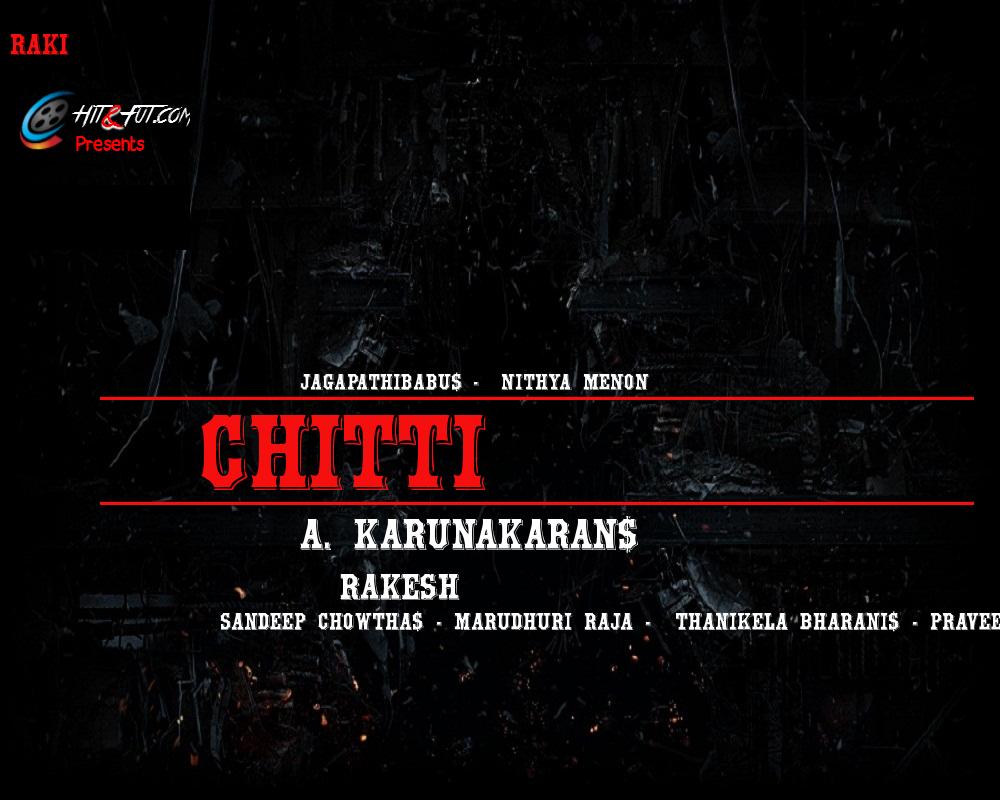 RAKI
HIT&FUT.COM
Presents
JAGAPATHIBABU$ - NITHYA MENON
CHITTI
A. KARUNAKARAN$
RAKESH
SANDEEP CHOWTHA$ - MARUDHURI RAJA - THANIKELA BHARANI$ - PRAVEE